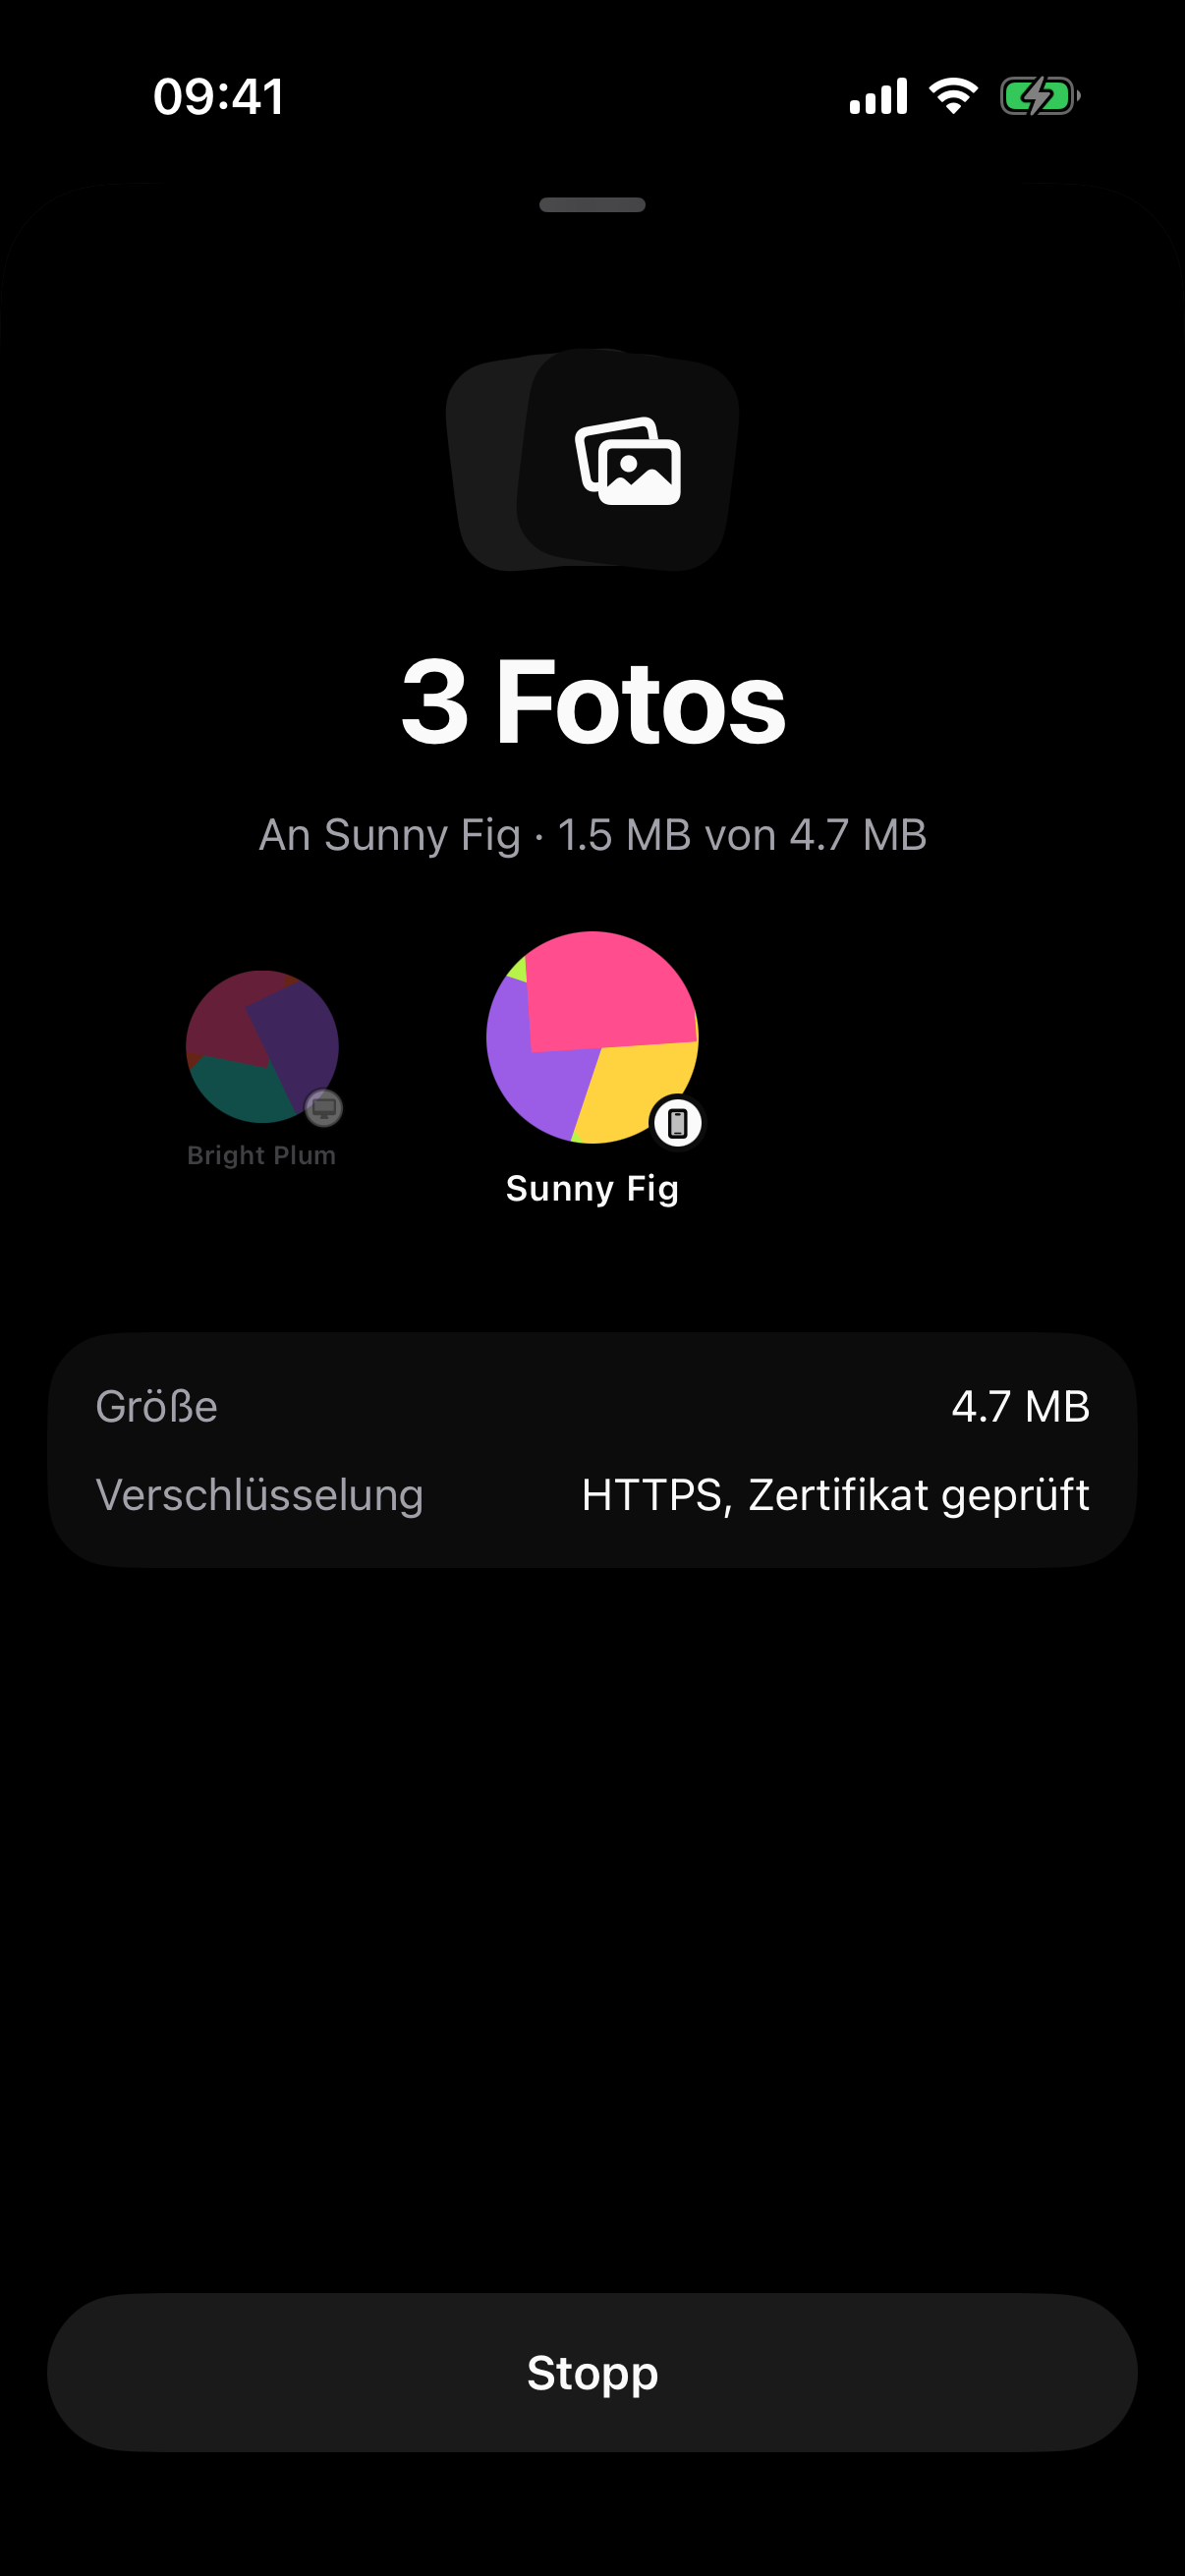 09:41
3 Fotos
An Sunny Fig · 1.5 MB von 4.7 MB
Bright Plum
Sunny Fig
Größe 4.7 MB
Verschlüsselung HTTPS, Zertifikat geprüft
Stopp